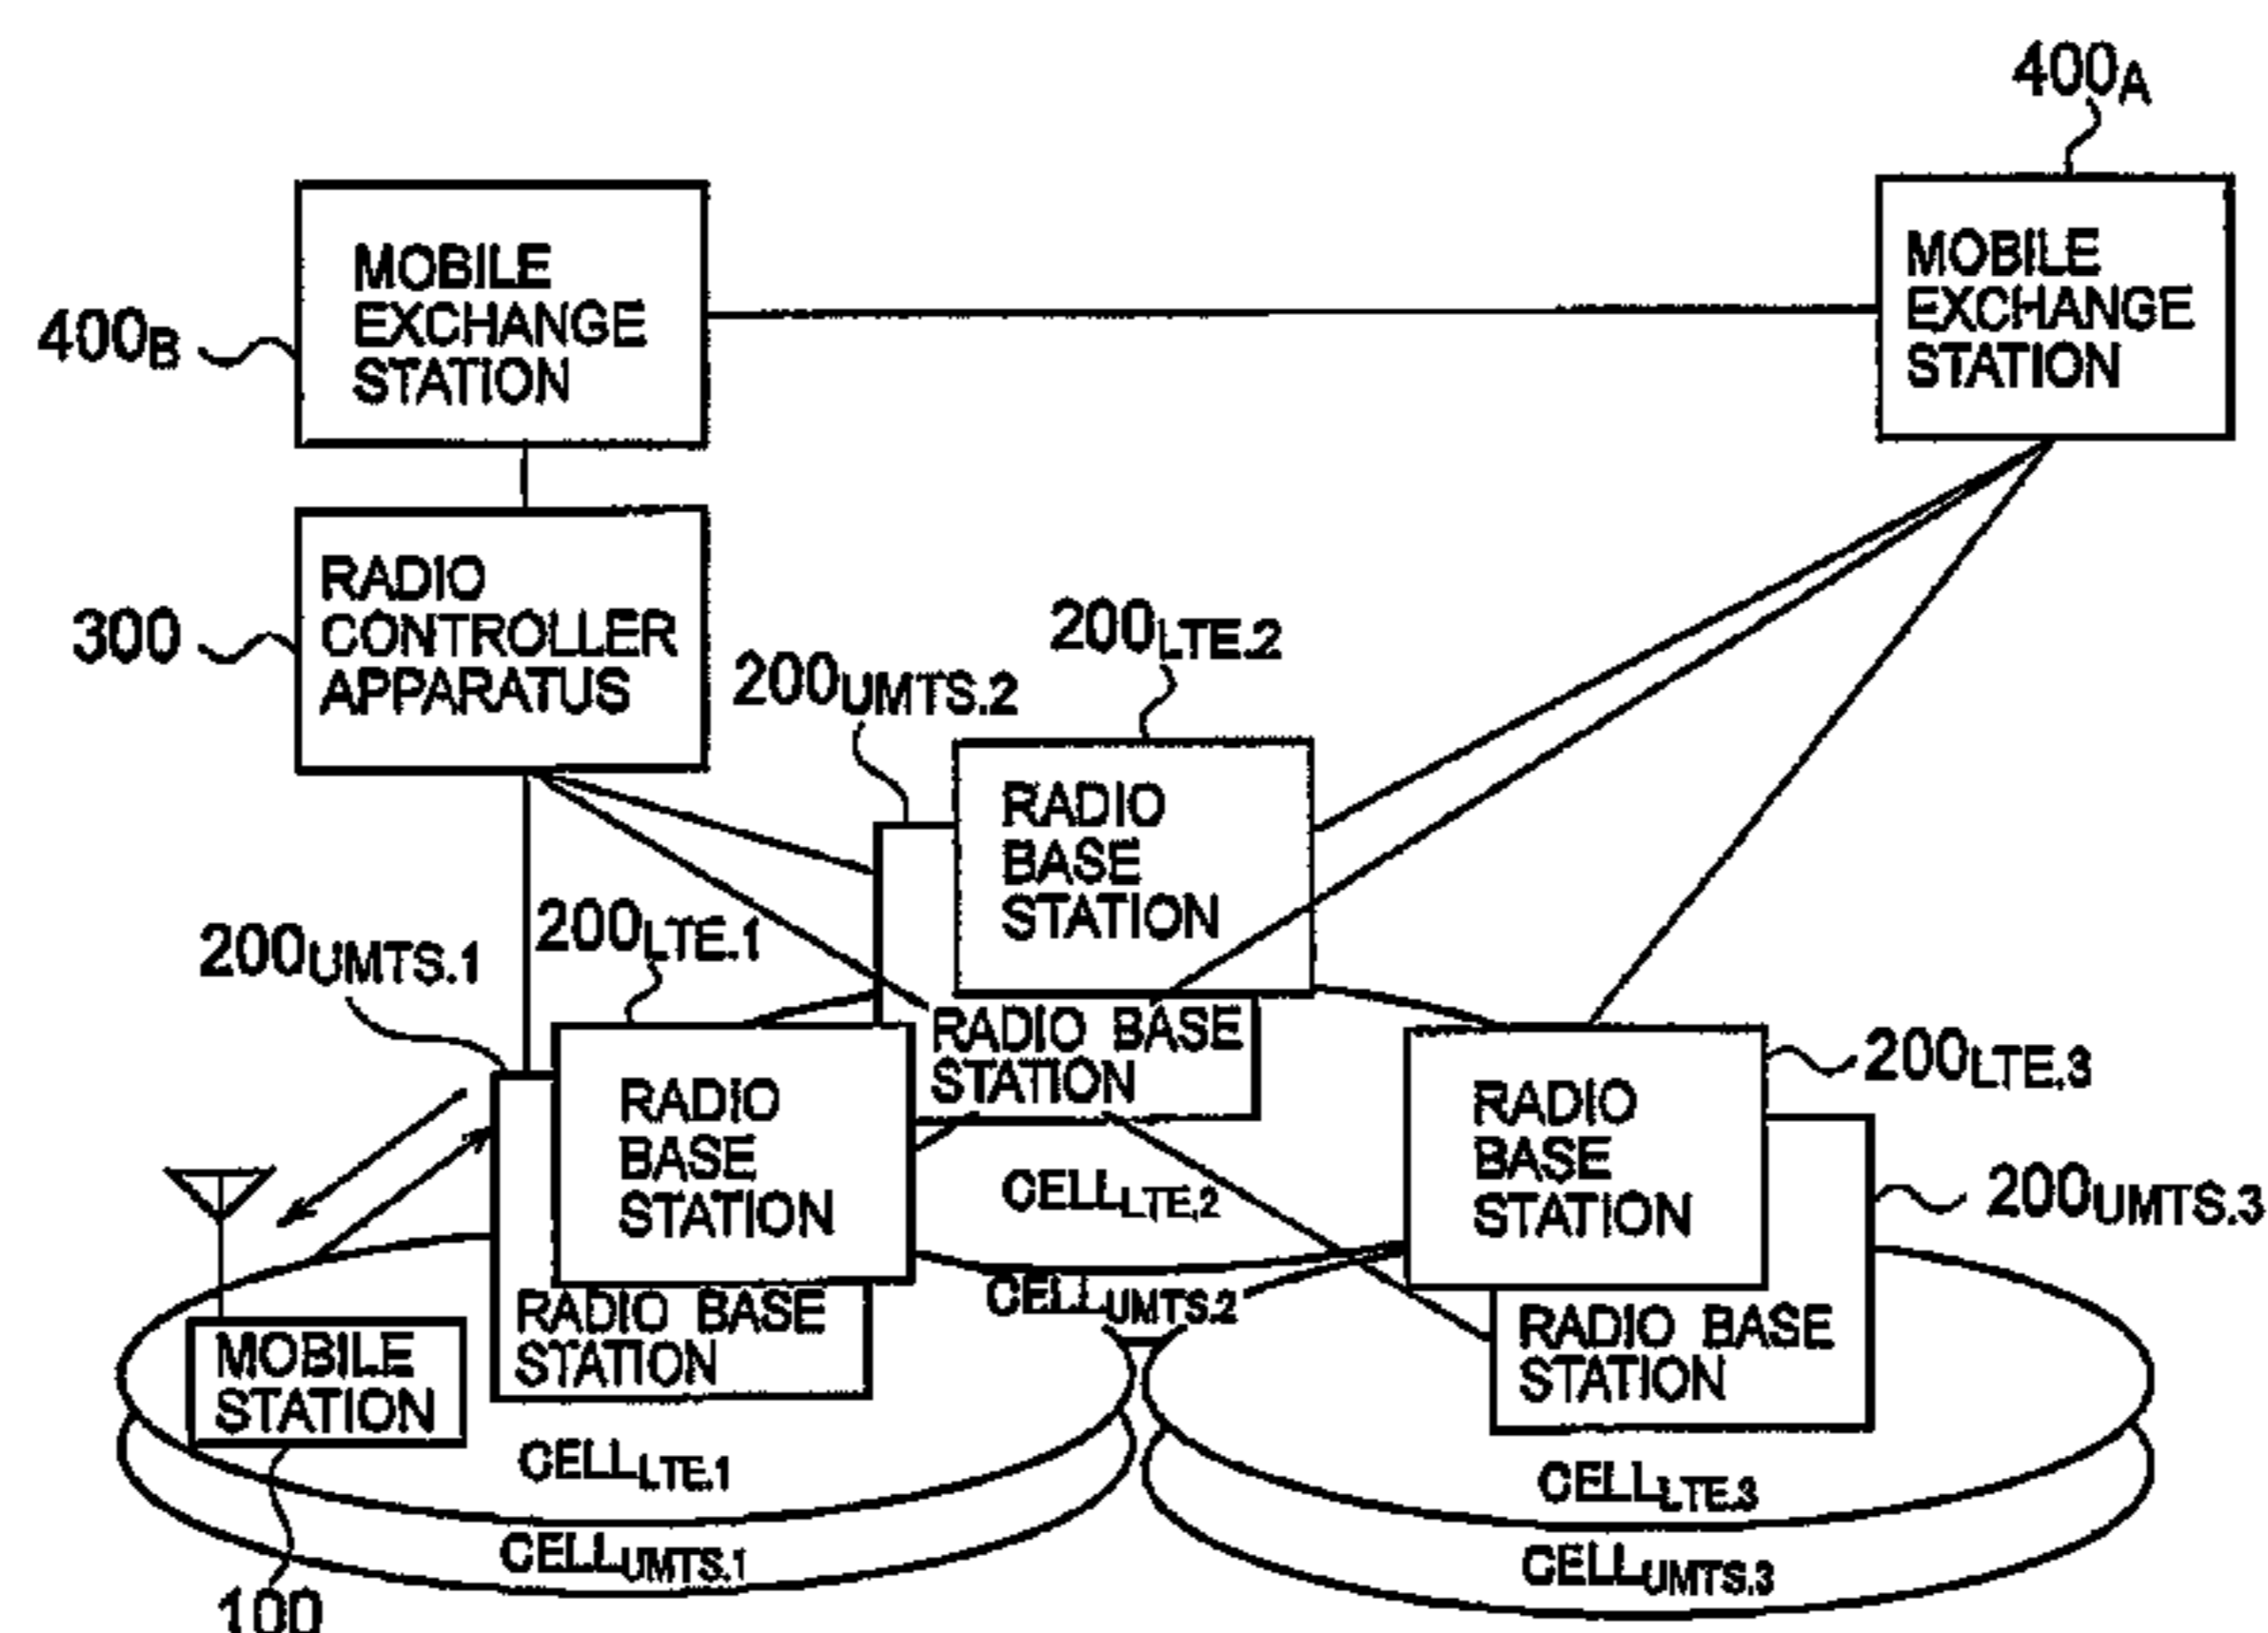 400A
MOBILE
EXCHANGE
STATION
400B
MOBILE
EXCHANGE
STATION
RADIO
CONTROLLER
APPARATUS
300
200LTE.2
200UMTS.2
RADIO
BASE
STATION
200UMTS.1
200LTE.1
RADIO BASE
STATION
RADIO
BASE
STATION
RADIO
BASE
STATION
200LTE.3
200UMTS.3
CELLLTE.2
CELLUMTS.2
RADIO BASE
STATION
RADIO BASE
STATION
MOBILE
STATION
CELLLTE.1
CELLLTE.3
CELLUMTS.1
CELLUMTS.3
100